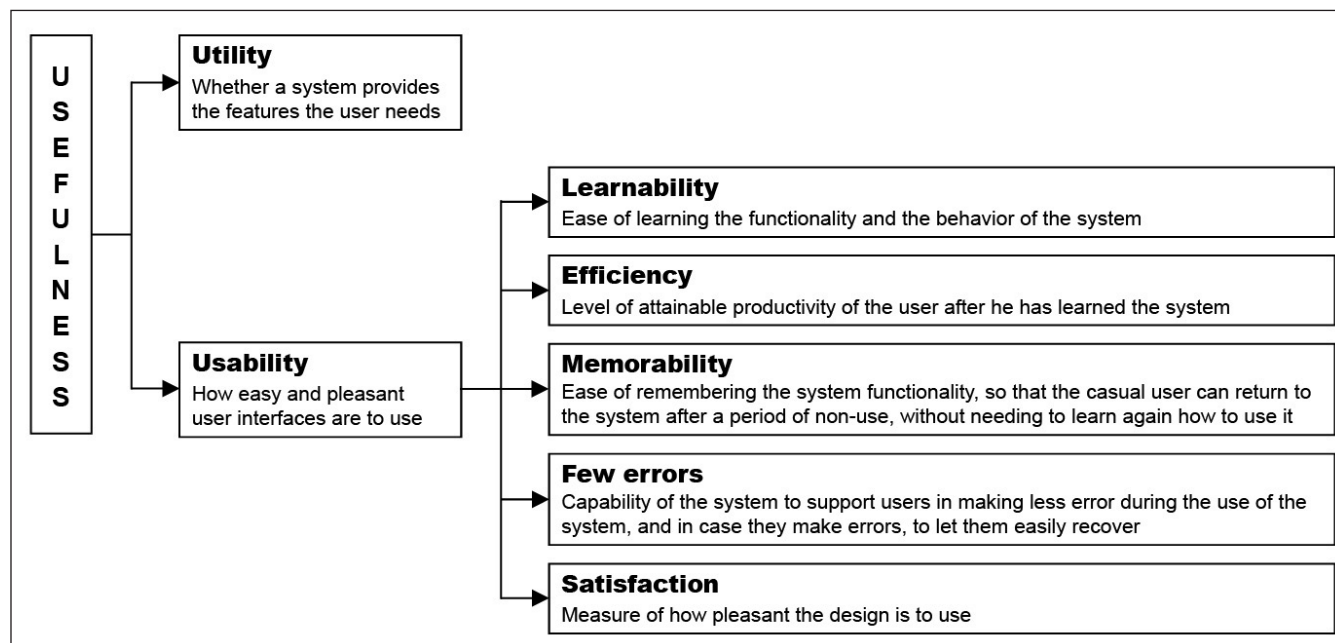 USEFULNESS
Utility
Whether a system provides
the features the user needs
Usability
How easy and pleasant
user interfaces are to use
Learnability
Ease of learning the functionality and the behavior of the system
Efficiency
Level of attainable productivity of the user after he has learned the system
Memorability
Ease of remembering the system functionality, so that the casual user can return to
the system after a period of non-use, without needing to learn again how to use it
Few errors
Capability of the system to support users in making less error during the use of the
system, and in case they make errors, to let them easily recover
Satisfaction
Measure of how pleasant the design is to use